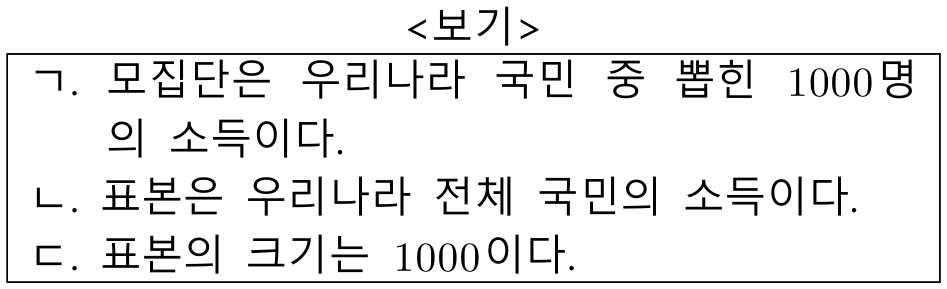 <보기>
ㄱ. 모집단은 우리나라 국민 중 뽑힌 1000명
의 소득이다.
ㄴ. 표본은 우리나라 전체 국민의 소득이다.
ㄷ. 표본의 크기는 1000이다.